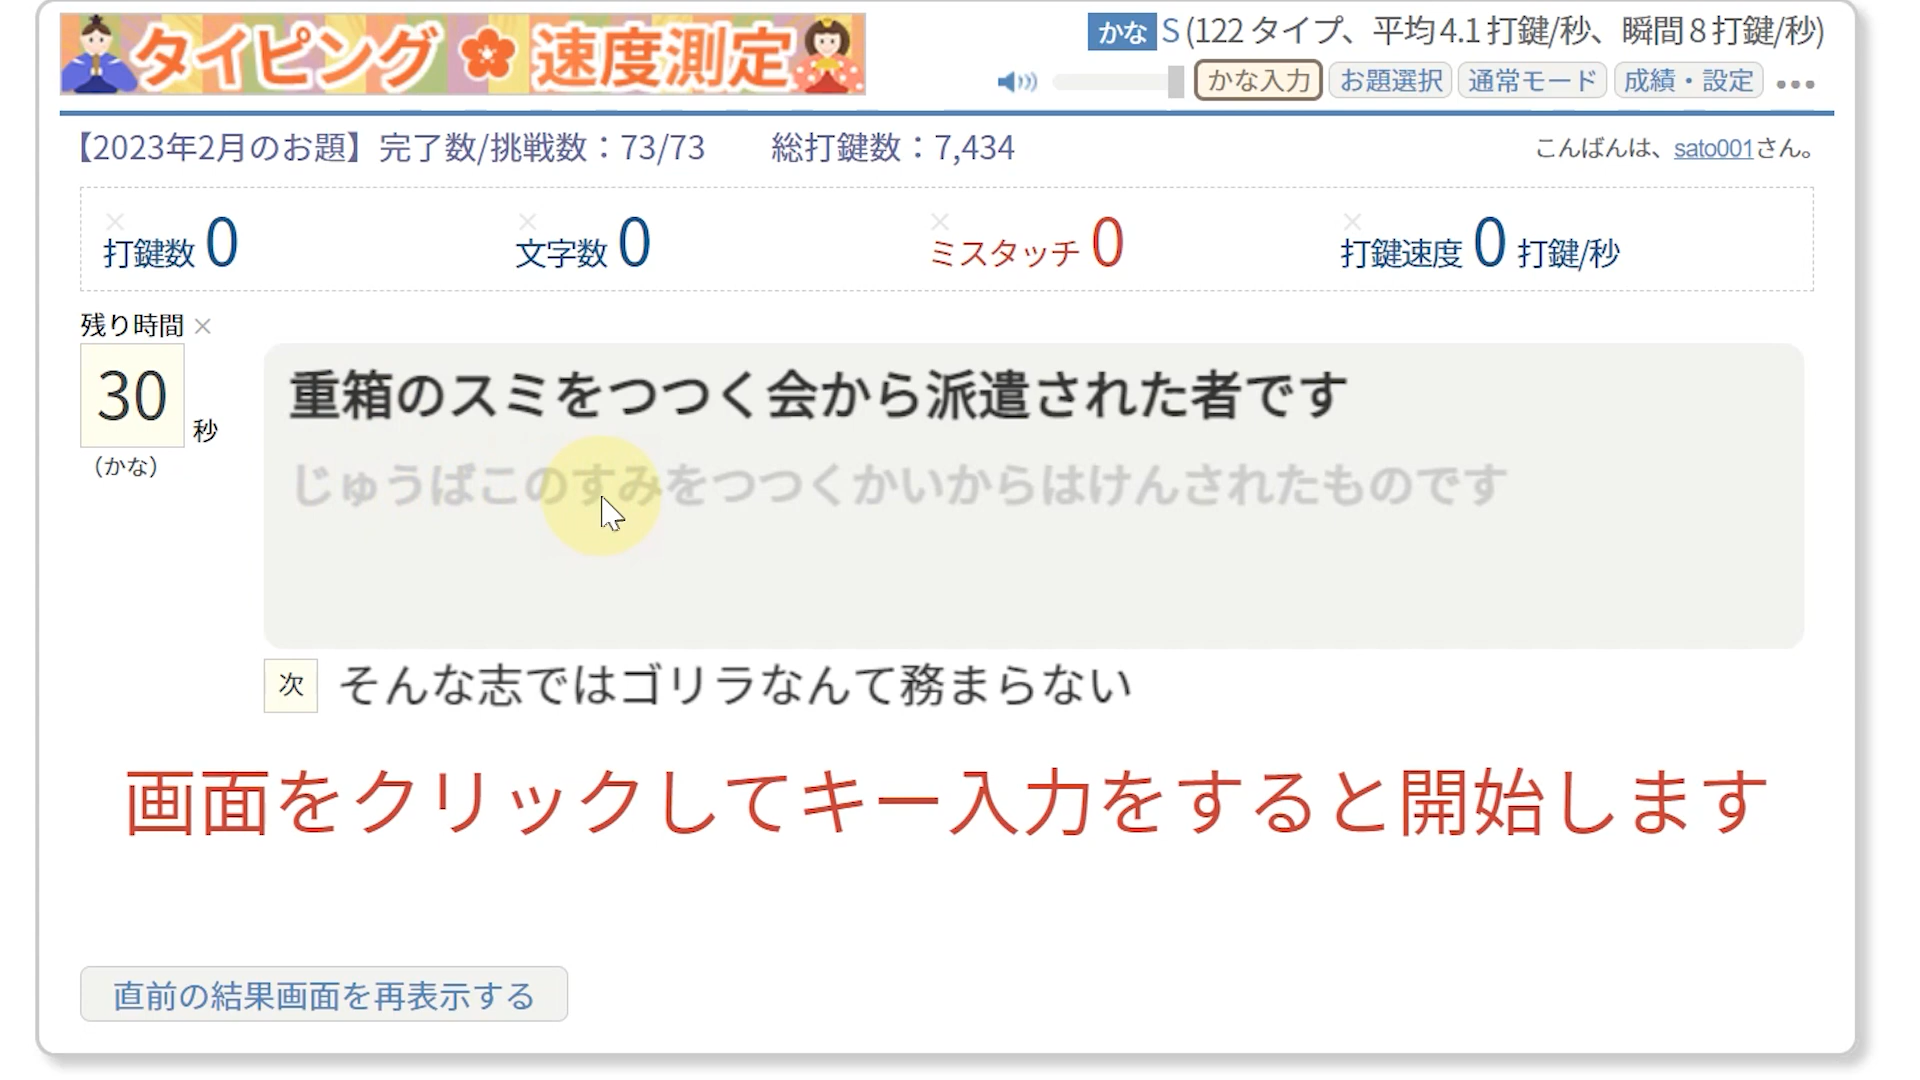 タイピング 速度測定
かな S (122 タイプ、平均 4.1 打鍵/秒、瞬間 8 打鍵/秒)
かな入力 お題選択 通常モード 成績・設定 •••
【2023年2月のお題】完了数/挑戦数：73/73 総打鍵数：7,434
こんばんは、sato001さん。
× 打鍵数 0
× 文字数 0
× ミスタッチ 0
× 打鍵速度 0 打鍵/秒
残り時間 ×
30 秒
（かな）
重箱のスミをつつく会から派遣された者です
じゅうばこのすみをつつくかいからはけんされたものです
次 そんな志ではゴリラなんて務まらない
画面をクリックしてキー入力をすると開始します
直前の結果画面を再表示する